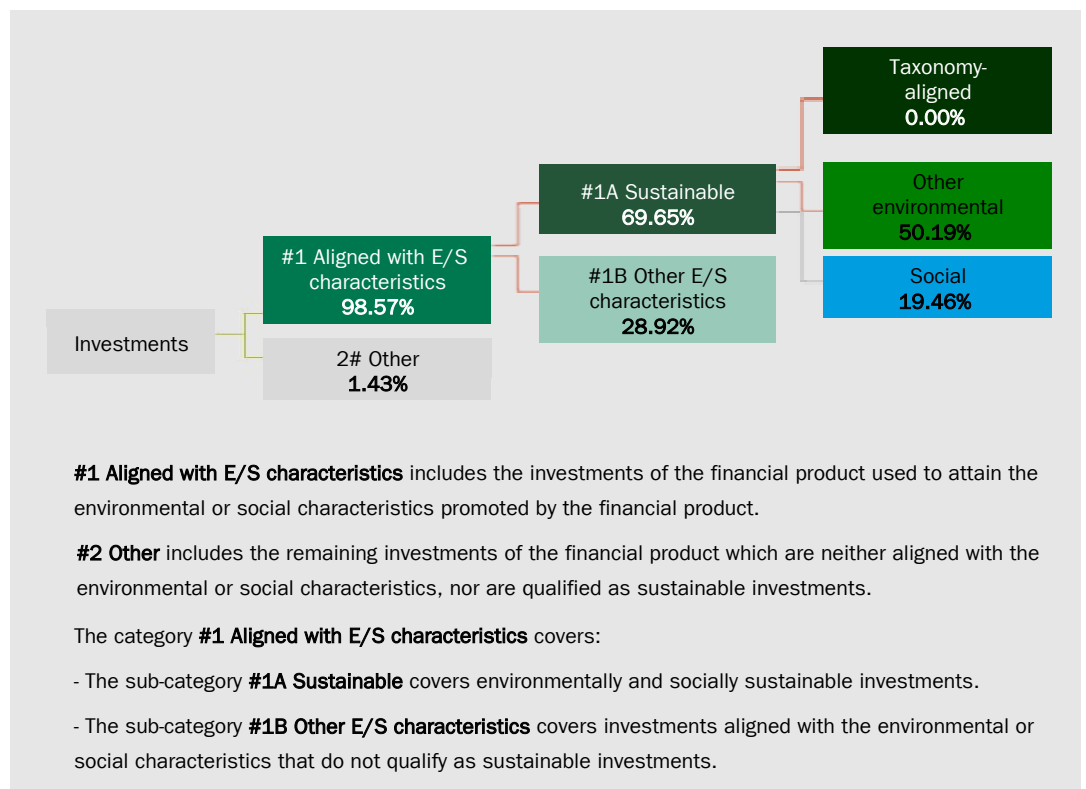 Taxonomy-
aligned
0.00%
#1A Sustainable
69.65%
Other
environmental
50.19%
#1 Aligned with E/S
characteristics
98.57%
#1B Other E/S
characteristics
28.92%
Social
19.46%
Investments
2# Other
1.43%
#1 Aligned with E/S characteristics includes the investments of the financial product used to attain the
environmental or social characteristics promoted by the financial product.
#2 Other includes the remaining investments of the financial product which are neither aligned with the
environmental or social characteristics, nor are qualified as sustainable investments.
The category #1 Aligned with E/S characteristics covers:
- The sub-category #1A Sustainable covers environmentally and socially sustainable investments.
- The sub-category #1B Other E/S characteristics covers investments aligned with the environmental or
social characteristics that do not qualify as sustainable investments.